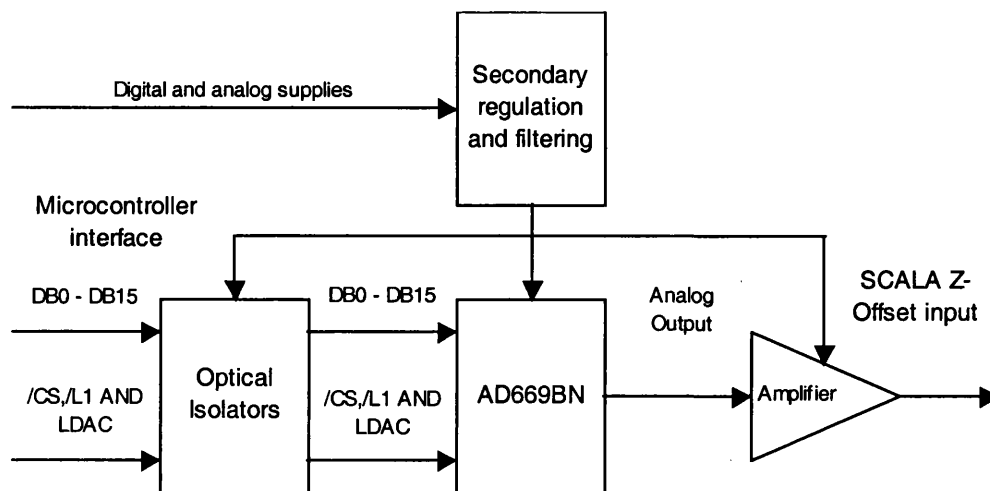 Secondary
regulation
and filtering
Digital and analog supplies
Microcontroller
interface
DB0 - DB15
DB0 - DB15
Analog
Output
SCALA Z-
Offset input
/CS,/L1 AND
LDAC
Optical
Isolators
/CS,/L1 AND
LDAC
AD669BN
Amplifier